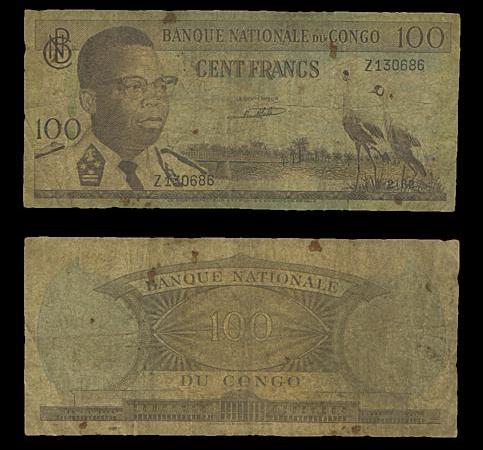 BNC
BANQUE NATIONALE DU CONGO 100
CENT FRANCS Z130686
100
Z130686
BANQUE NATIONALE
100
DU CONGO